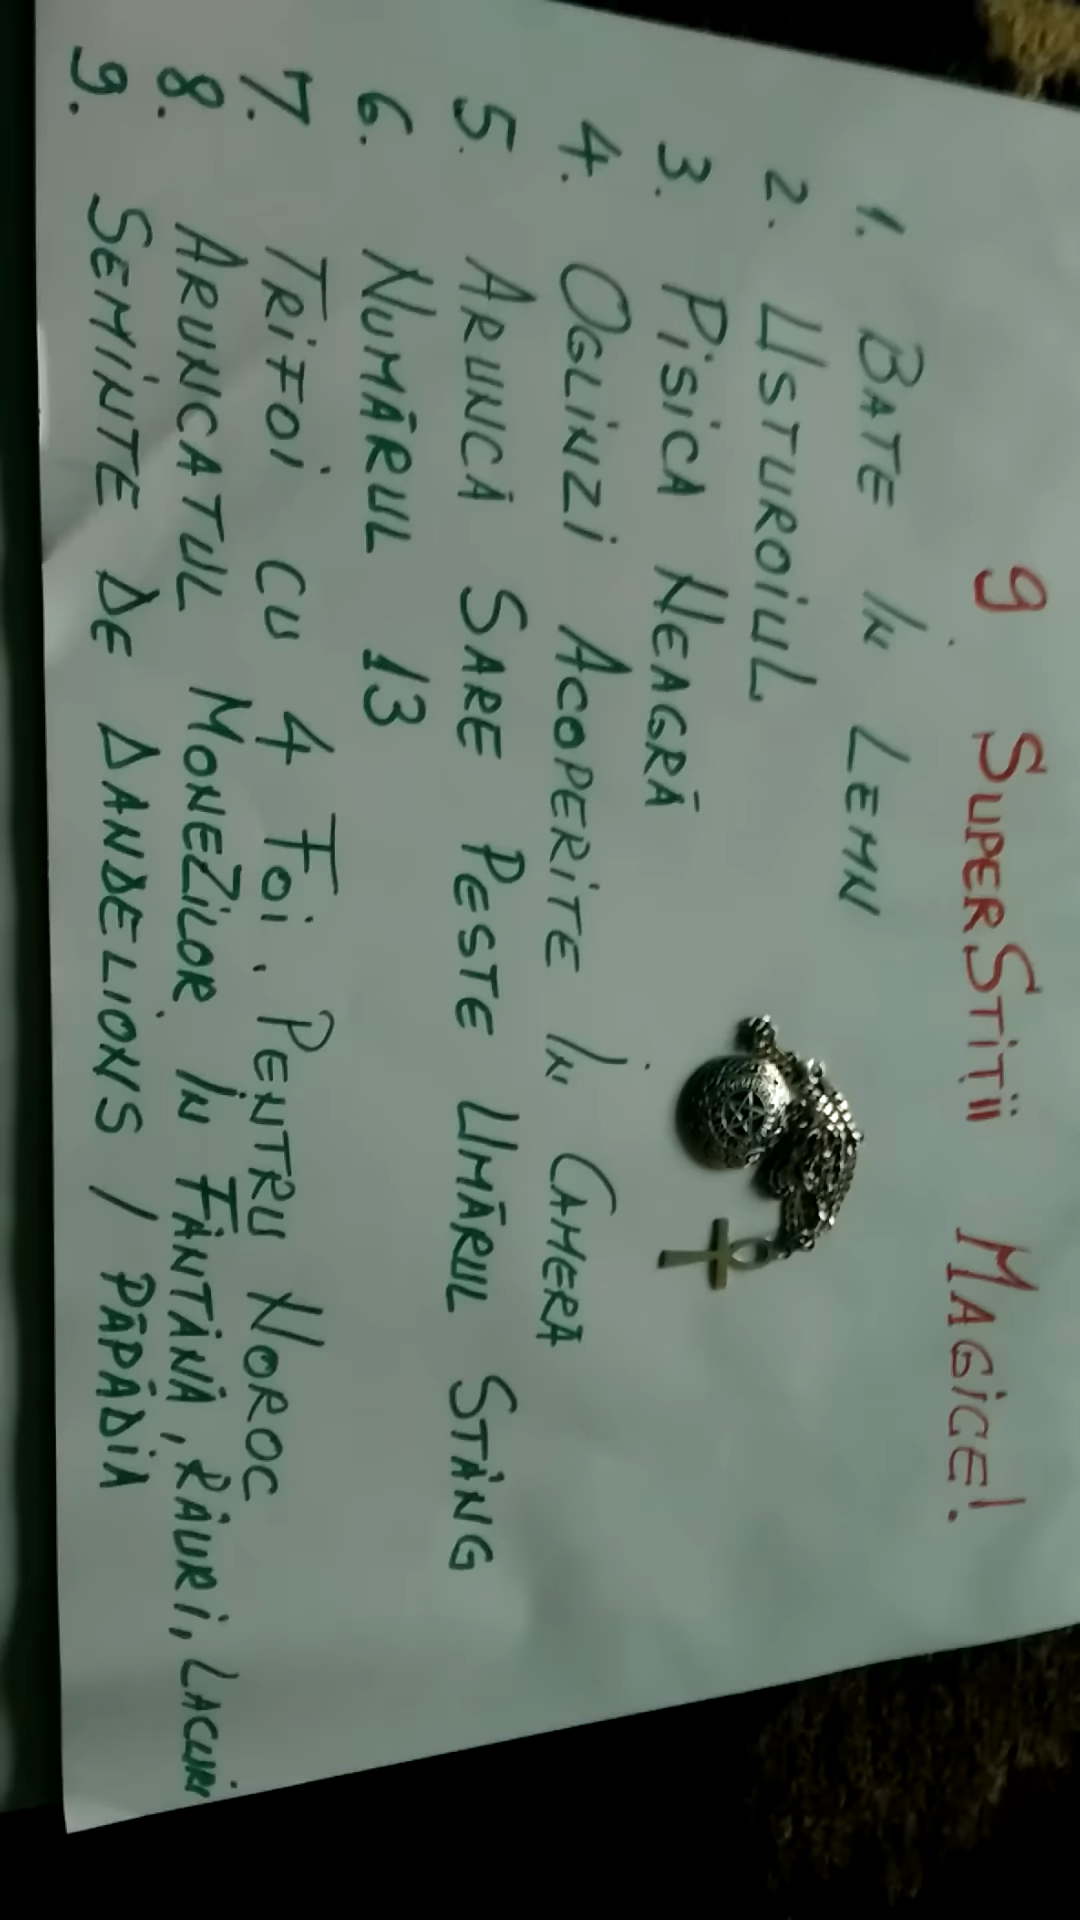 9 SUPERSTIȚII MAGICE!
1. BATE ÎN LEMN
2. USTUROIUL
3. PISICA NEAGRĂ
4. OGLINZI ACOPERITE ÎN CAMERĂ
5. ARUNCĂ SARE PESTE UMĂRUL STÂNG
6. NUMĂRUL 13
7. TRIFOI CU 4 FOI. PENTRU NOROC
8. ARUNCATUL MONEZILOR ÎN FÂNTÂNĂ, RÂURI, LACURI
9. SEMINTE DE DANDELIONS / PĂPĂDIA